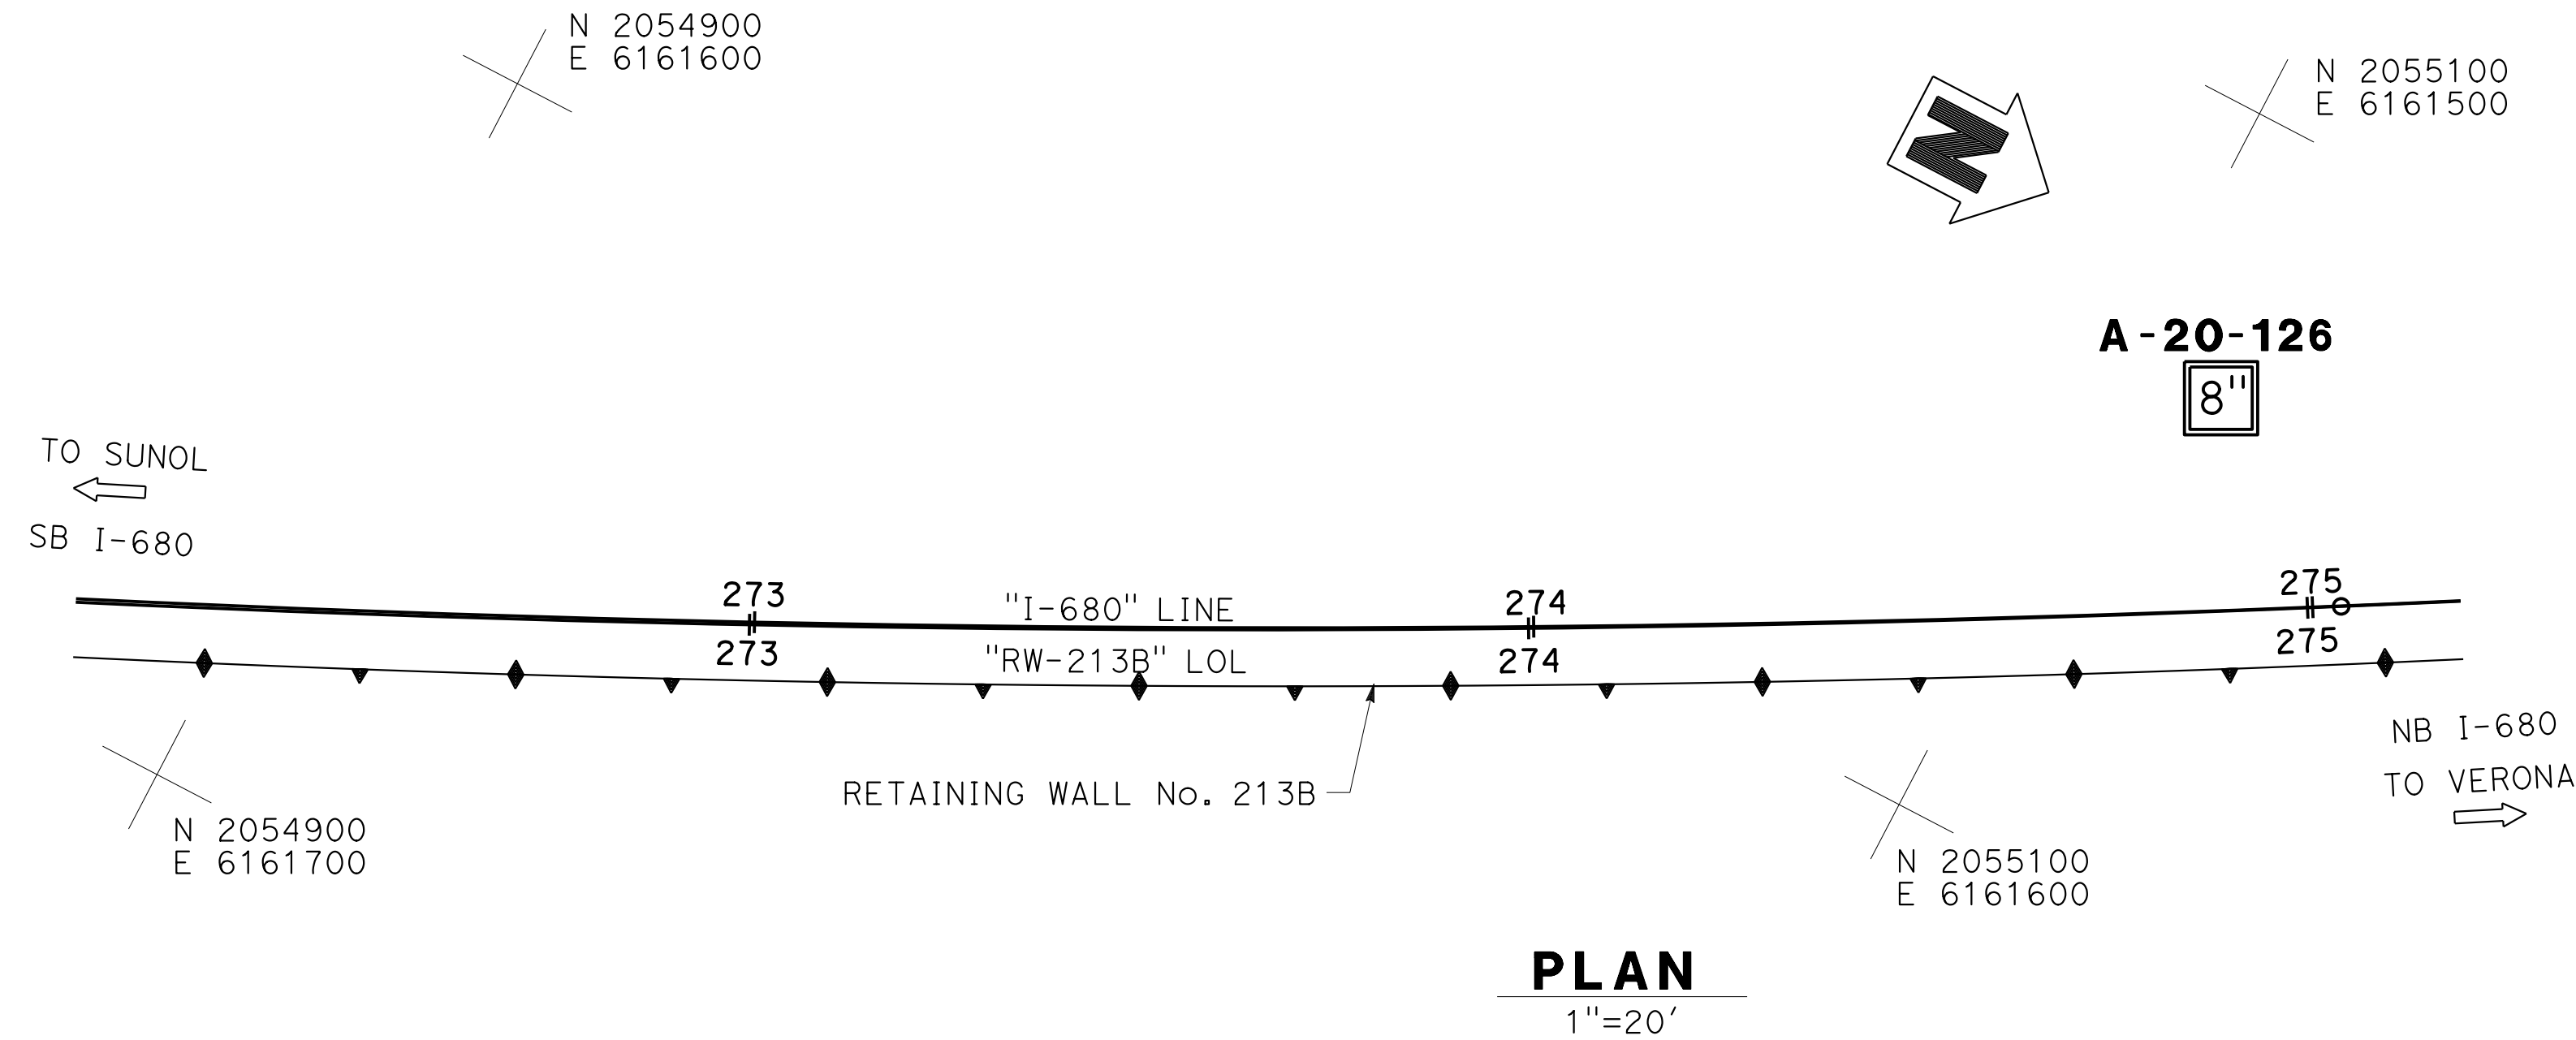 N 2054900
E 6161600
N 2055100
E 6161500
N
A-20-126
8"
TO SUNOL
SB I-680
273
"I-680" LINE
274
275
273
"RW-213B" LOL
274
275
RETAINING WALL No. 213B
NB I-680
TO VERONA
N 2054900
E 6161700
N 2055100
E 6161600
PLAN
1"=20'